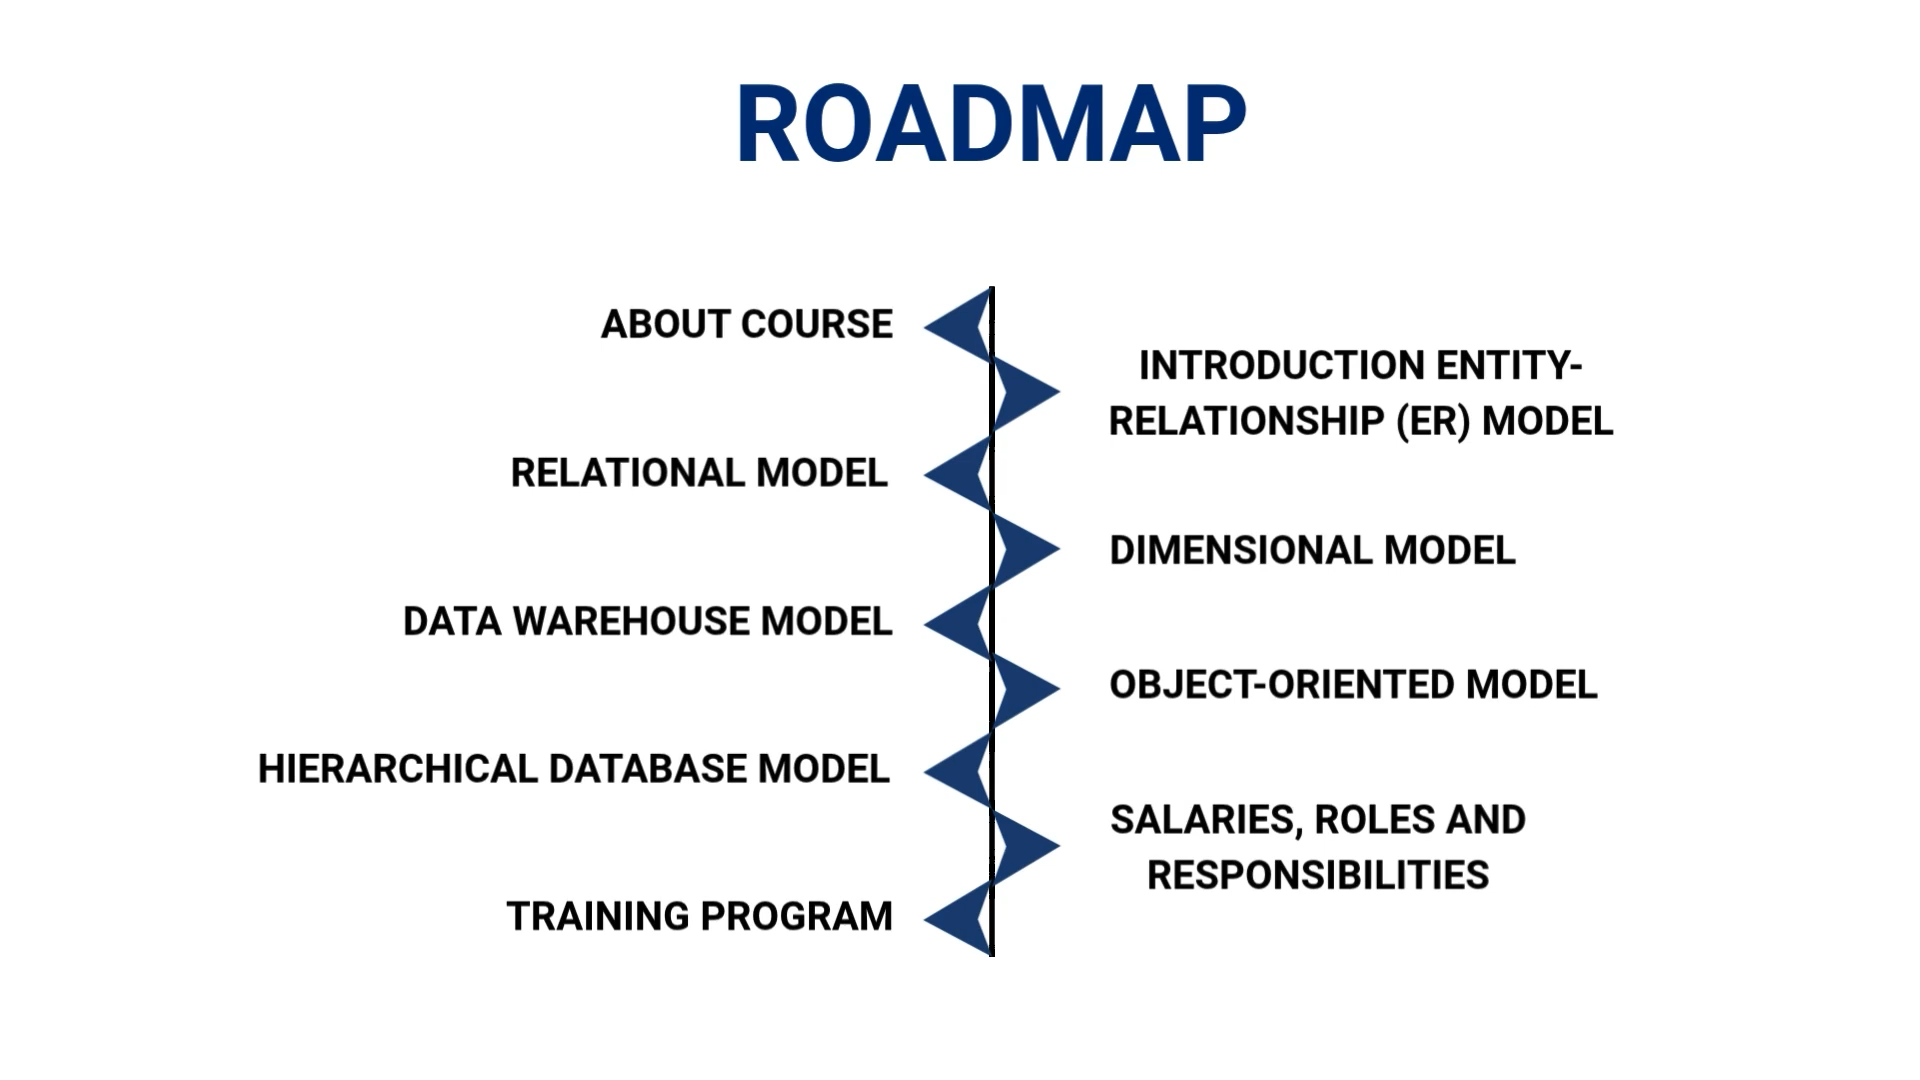 ROADMAP
ABOUT COURSE
INTRODUCTION ENTITY-
RELATIONSHIP (ER) MODEL
RELATIONAL MODEL
DIMENSIONAL MODEL
DATA WAREHOUSE MODEL
OBJECT-ORIENTED MODEL
HIERARCHICAL DATABASE MODEL
SALARIES, ROLES AND
RESPONSIBILITIES
TRAINING PROGRAM